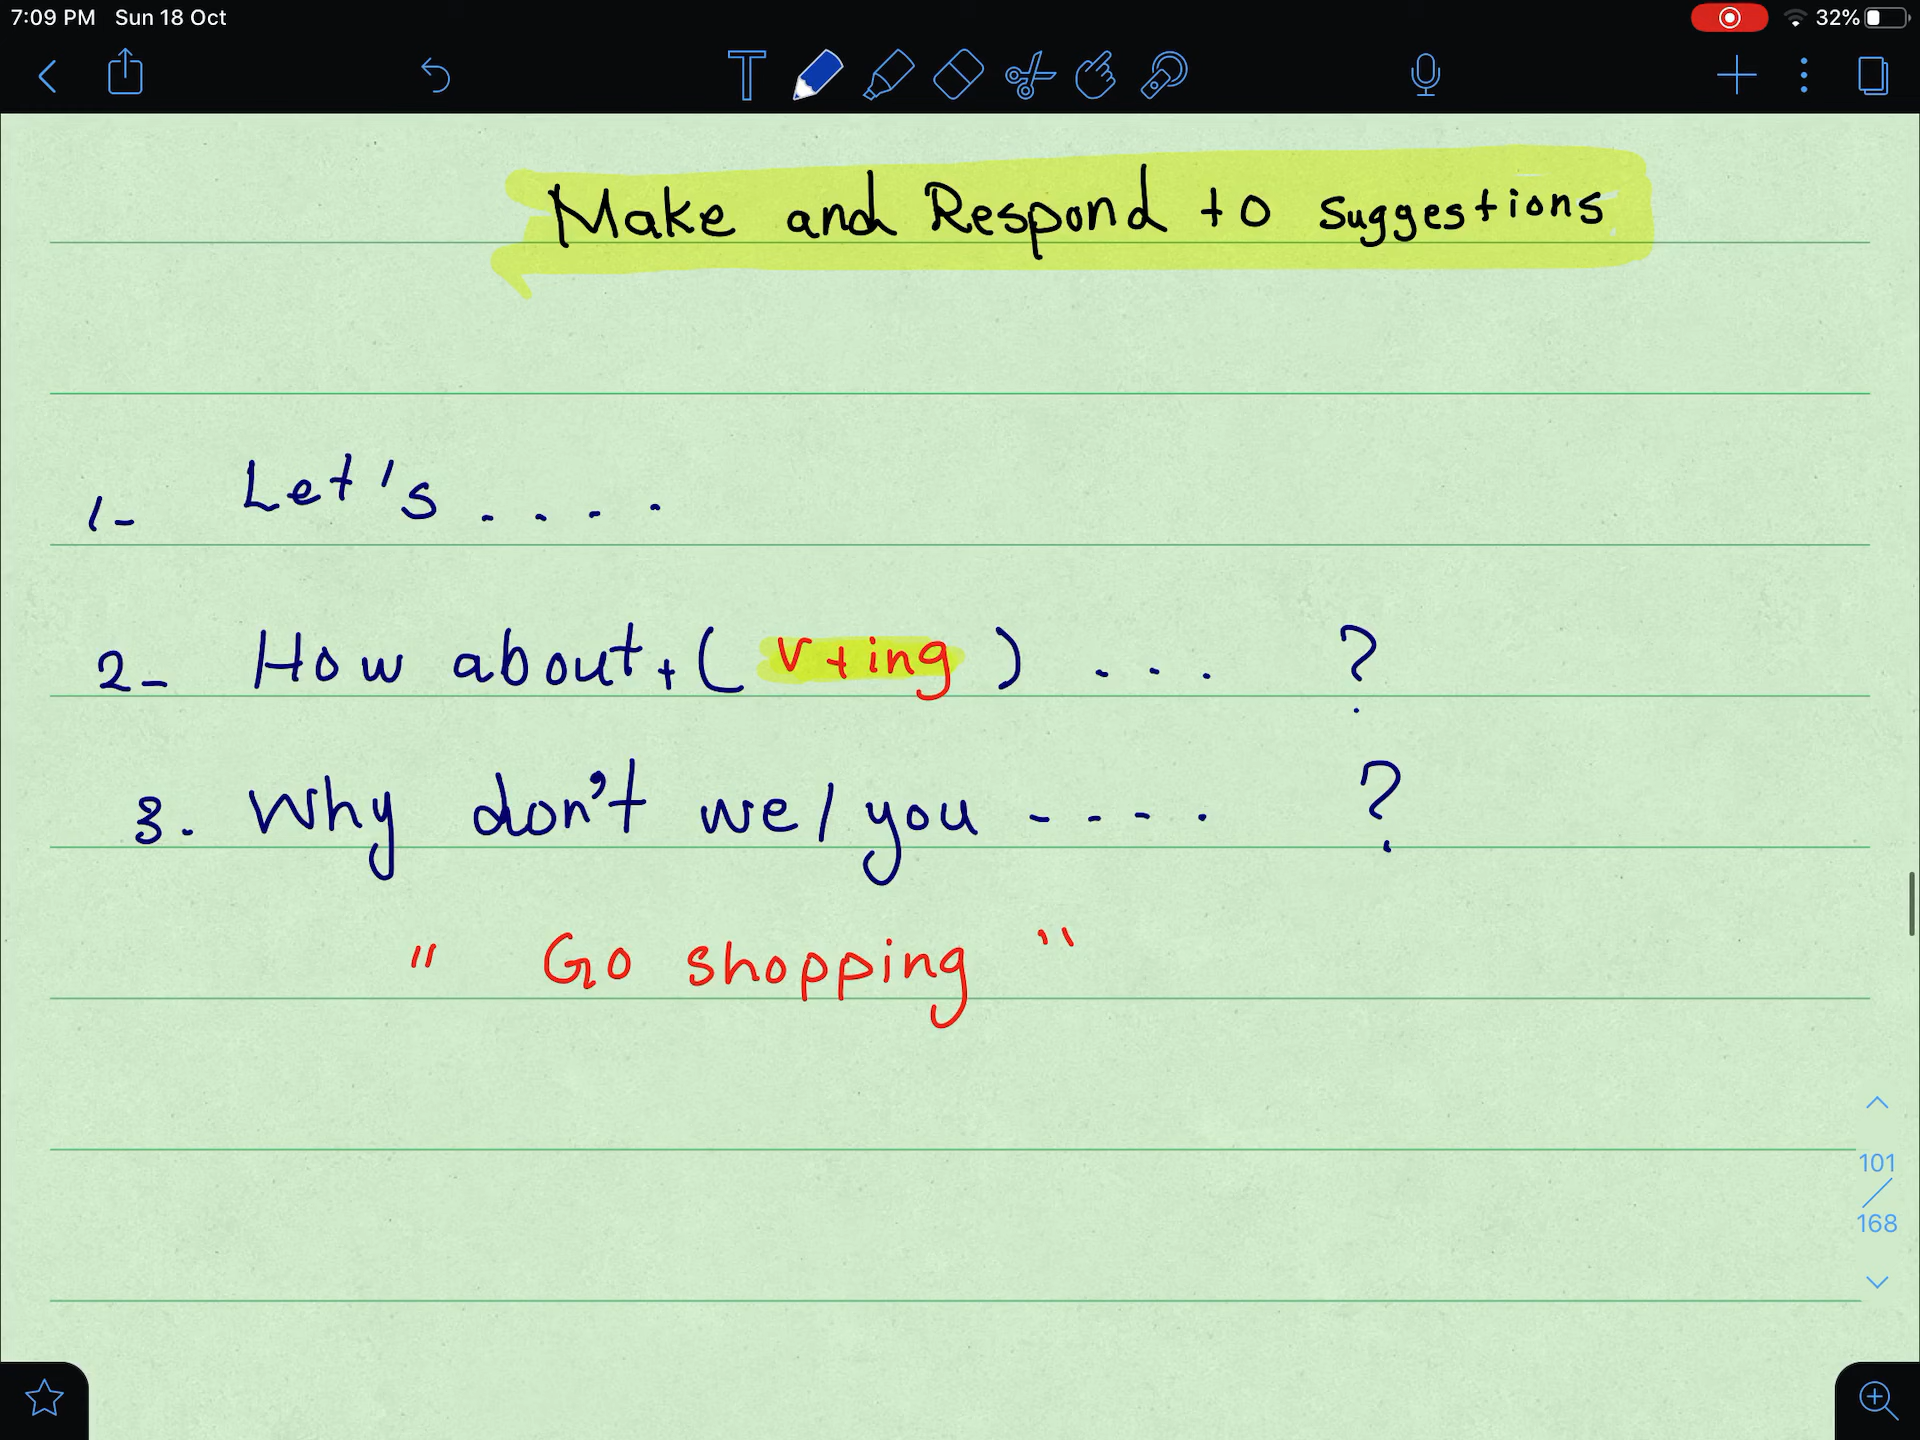 7:09 PM Sun 18 Oct 32%
T
Make and Respond to suggestions
1- Let's ....
2- How about + ( v + ing ) ... ?
3. Why don't we / you ---. ?
" Go shopping "
101
/
168